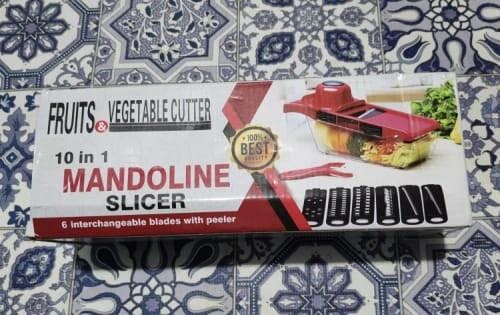 FRUITS & VEGETABLE CUTTER
100%
BEST
QUALITY
10 in 1
MANDOLINE
SLICER
6 interchangeable blades with peeler